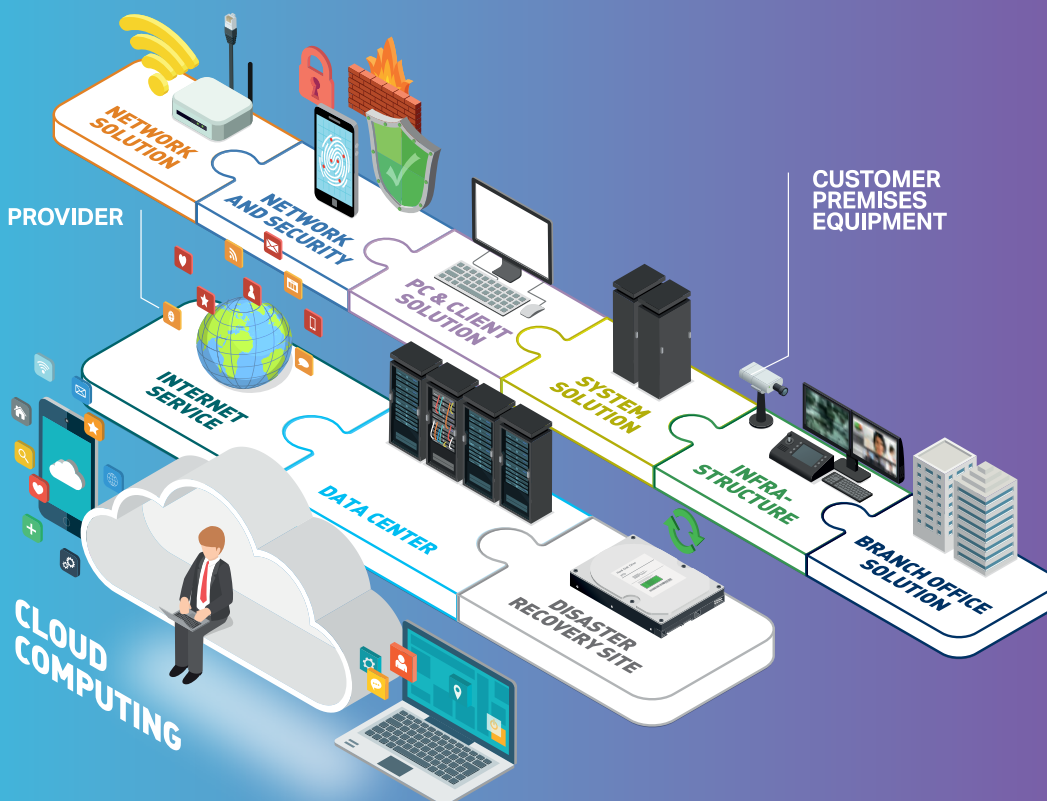 NETWORK
SOLUTION
NETWORK
AND SECURITY
PROVIDER
CUSTOMER
PREMISES
EQUIPMENT
PC & CLIENT
SOLUTION
SYSTEM
SOLUTION
INFRA-
STRUCTURE
BRANCH OFFICE
SOLUTION
INTERNET
SERVICE
DATA CENTER
DISASTER
RECOVERY SITE
CLOUD
COMPUTING